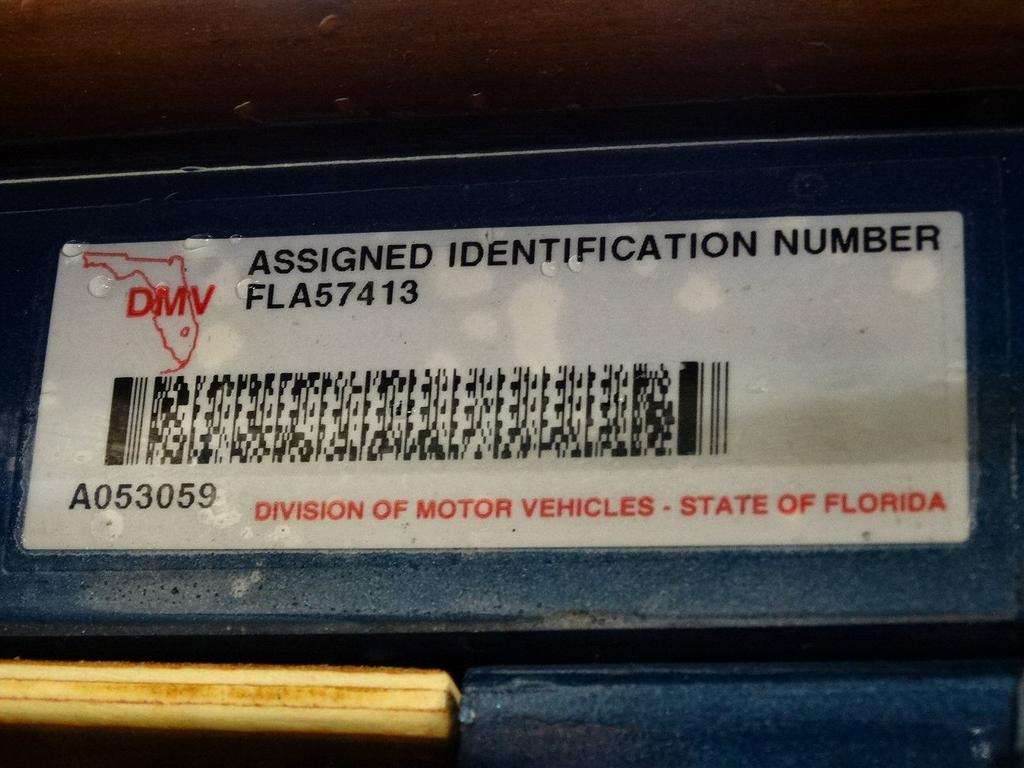 DMV
ASSIGNED IDENTIFICATION NUMBER
FLA57413
A053059
DIVISION OF MOTOR VEHICLES - STATE OF FLORIDA